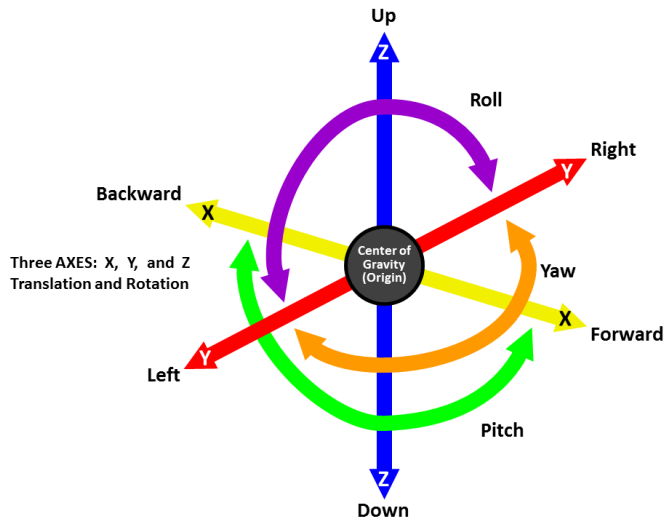 Up
Z
Roll
Right
Y
Backward
X
Center of
Gravity
(Origin)
Three AXES: X, Y, and Z
Translation and Rotation
Yaw
X
Forward
Y
Left
Pitch
Z
Down